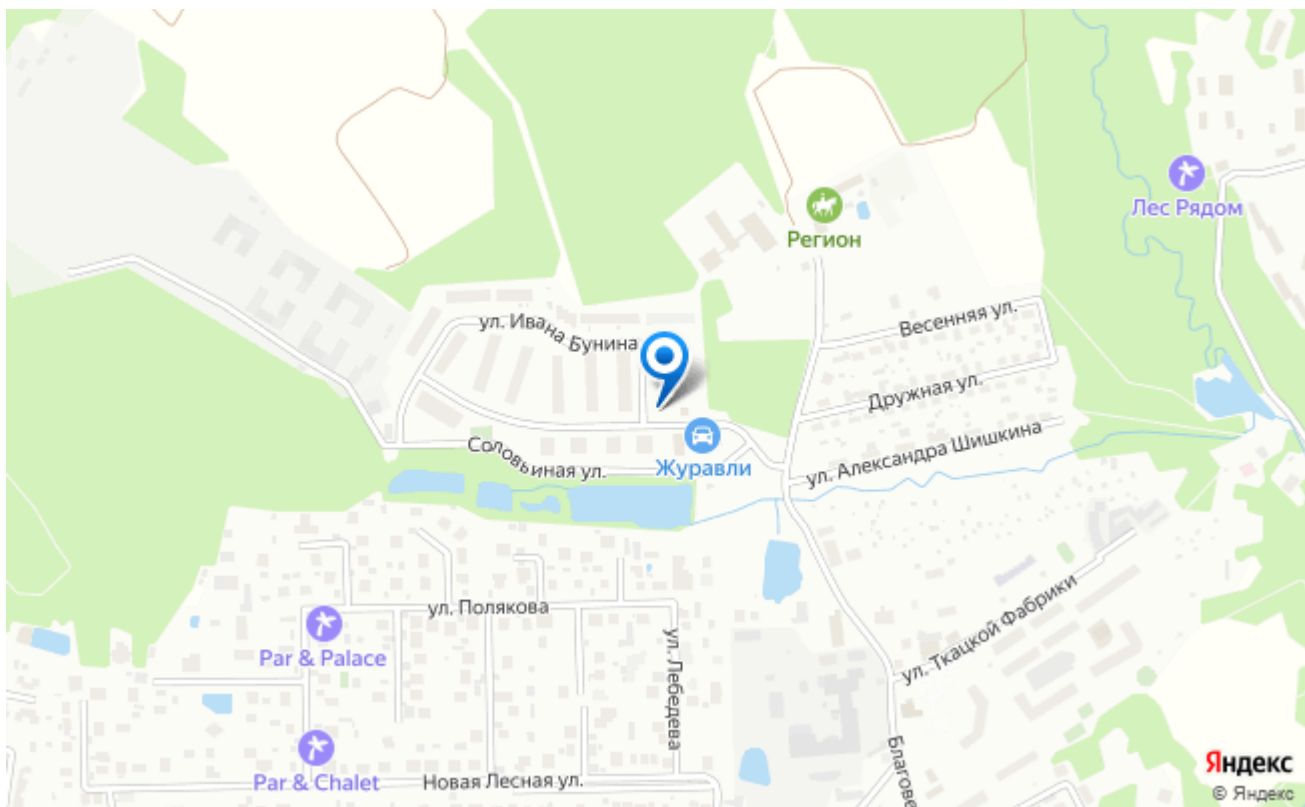 Лес Рядом
Регион
Весенняя ул.
ул. Ивана Бунина
Дружная ул.
ул. Александра Шишкина
Соловьиная ул.
Журавли
ул. Полякова
ул. Ткацкой Фабрики
Par & Palace
ул. Лебедева
Благове
Par & Chalet
Новая Лесная ул.
Яндекс
© Яндекс